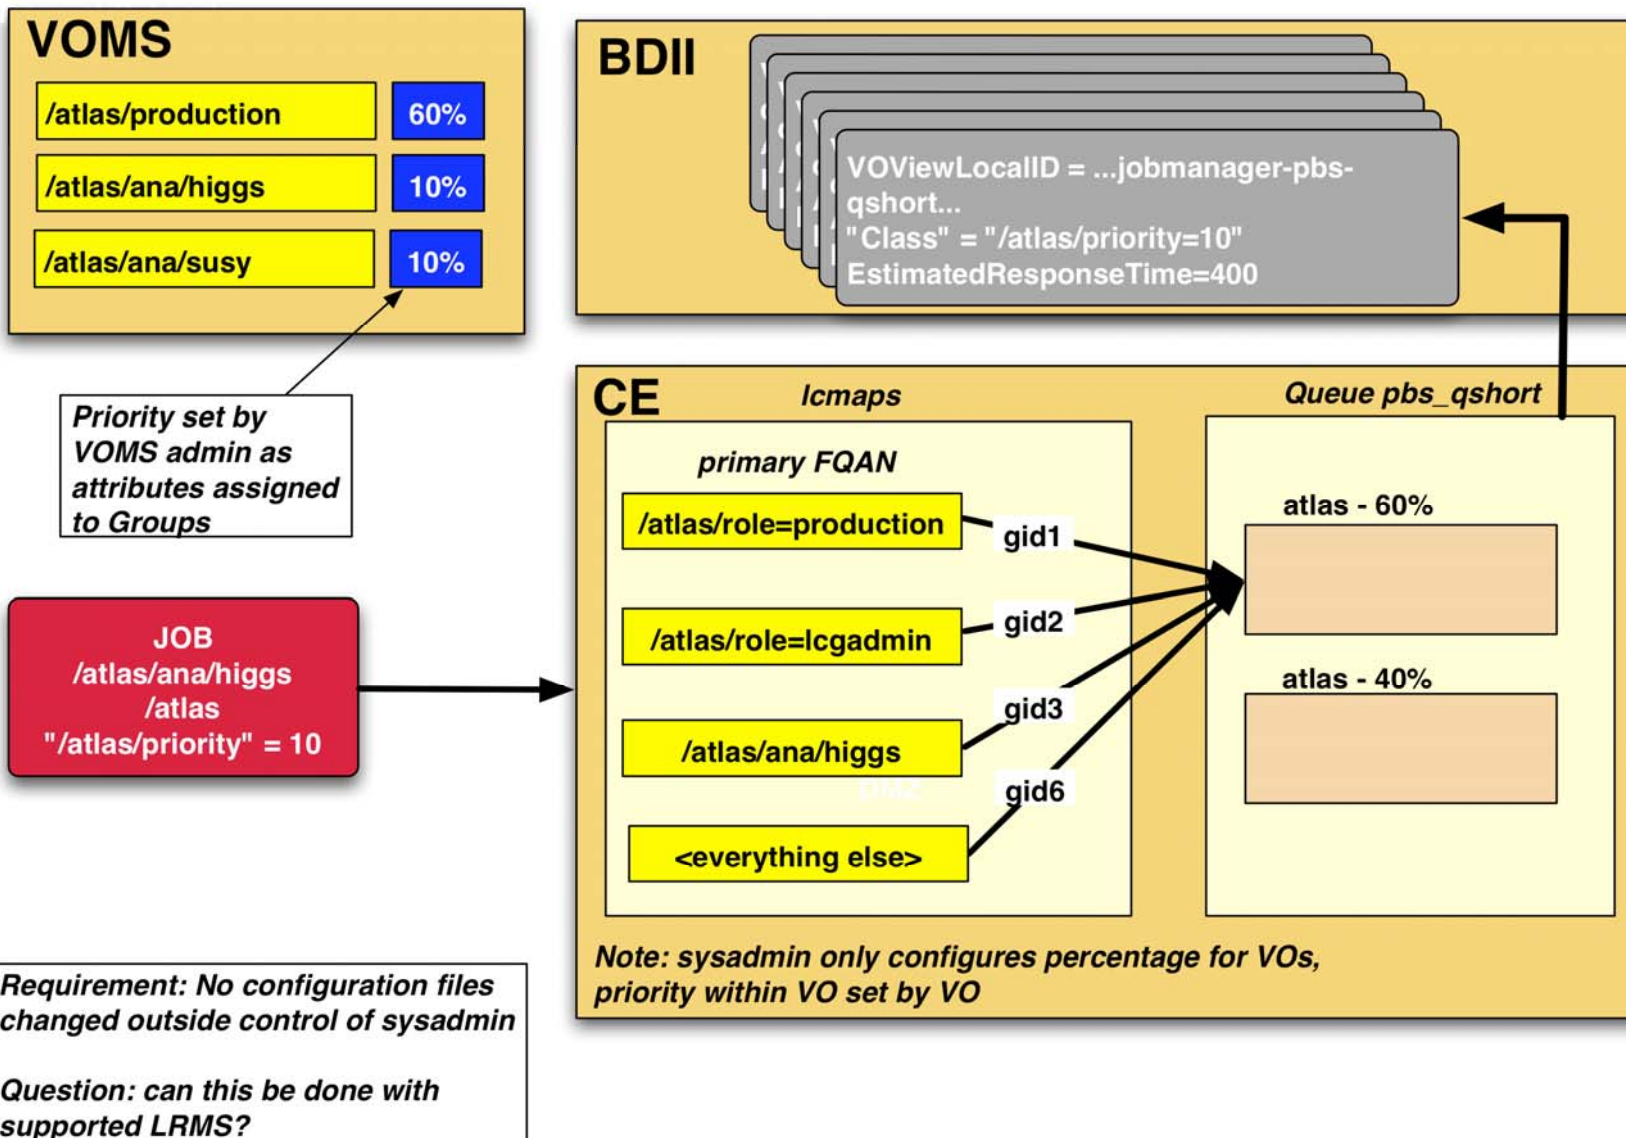 VOMS
/atlas/production 60%
/atlas/ana/higgs 10%
/atlas/ana/susy 10%
Priority set by
VOMS admin as
attributes assigned
to Groups
BDII
VOViewLocalID = ...jobmanager-pbs-
qshort...
"Class" = "/atlas/priority=10"
EstimatedResponseTime=400
JOB
/atlas/ana/higgs
/atlas
"/atlas/priority" = 10
CE
lcmaps
primary FQAN
/atlas/role=production
gid1
/atlas/role=lcgadmin
gid2
/atlas/ana/higgs
gid3
DMZ
<everything else>
gid6
Queue pbs_qshort
atlas - 60%
atlas - 40%
Note: sysadmin only configures percentage for VOs,
priority within VO set by VO
Requirement: No configuration files
changed outside control of sysadmin
Question: can this be done with
supported LRMS?